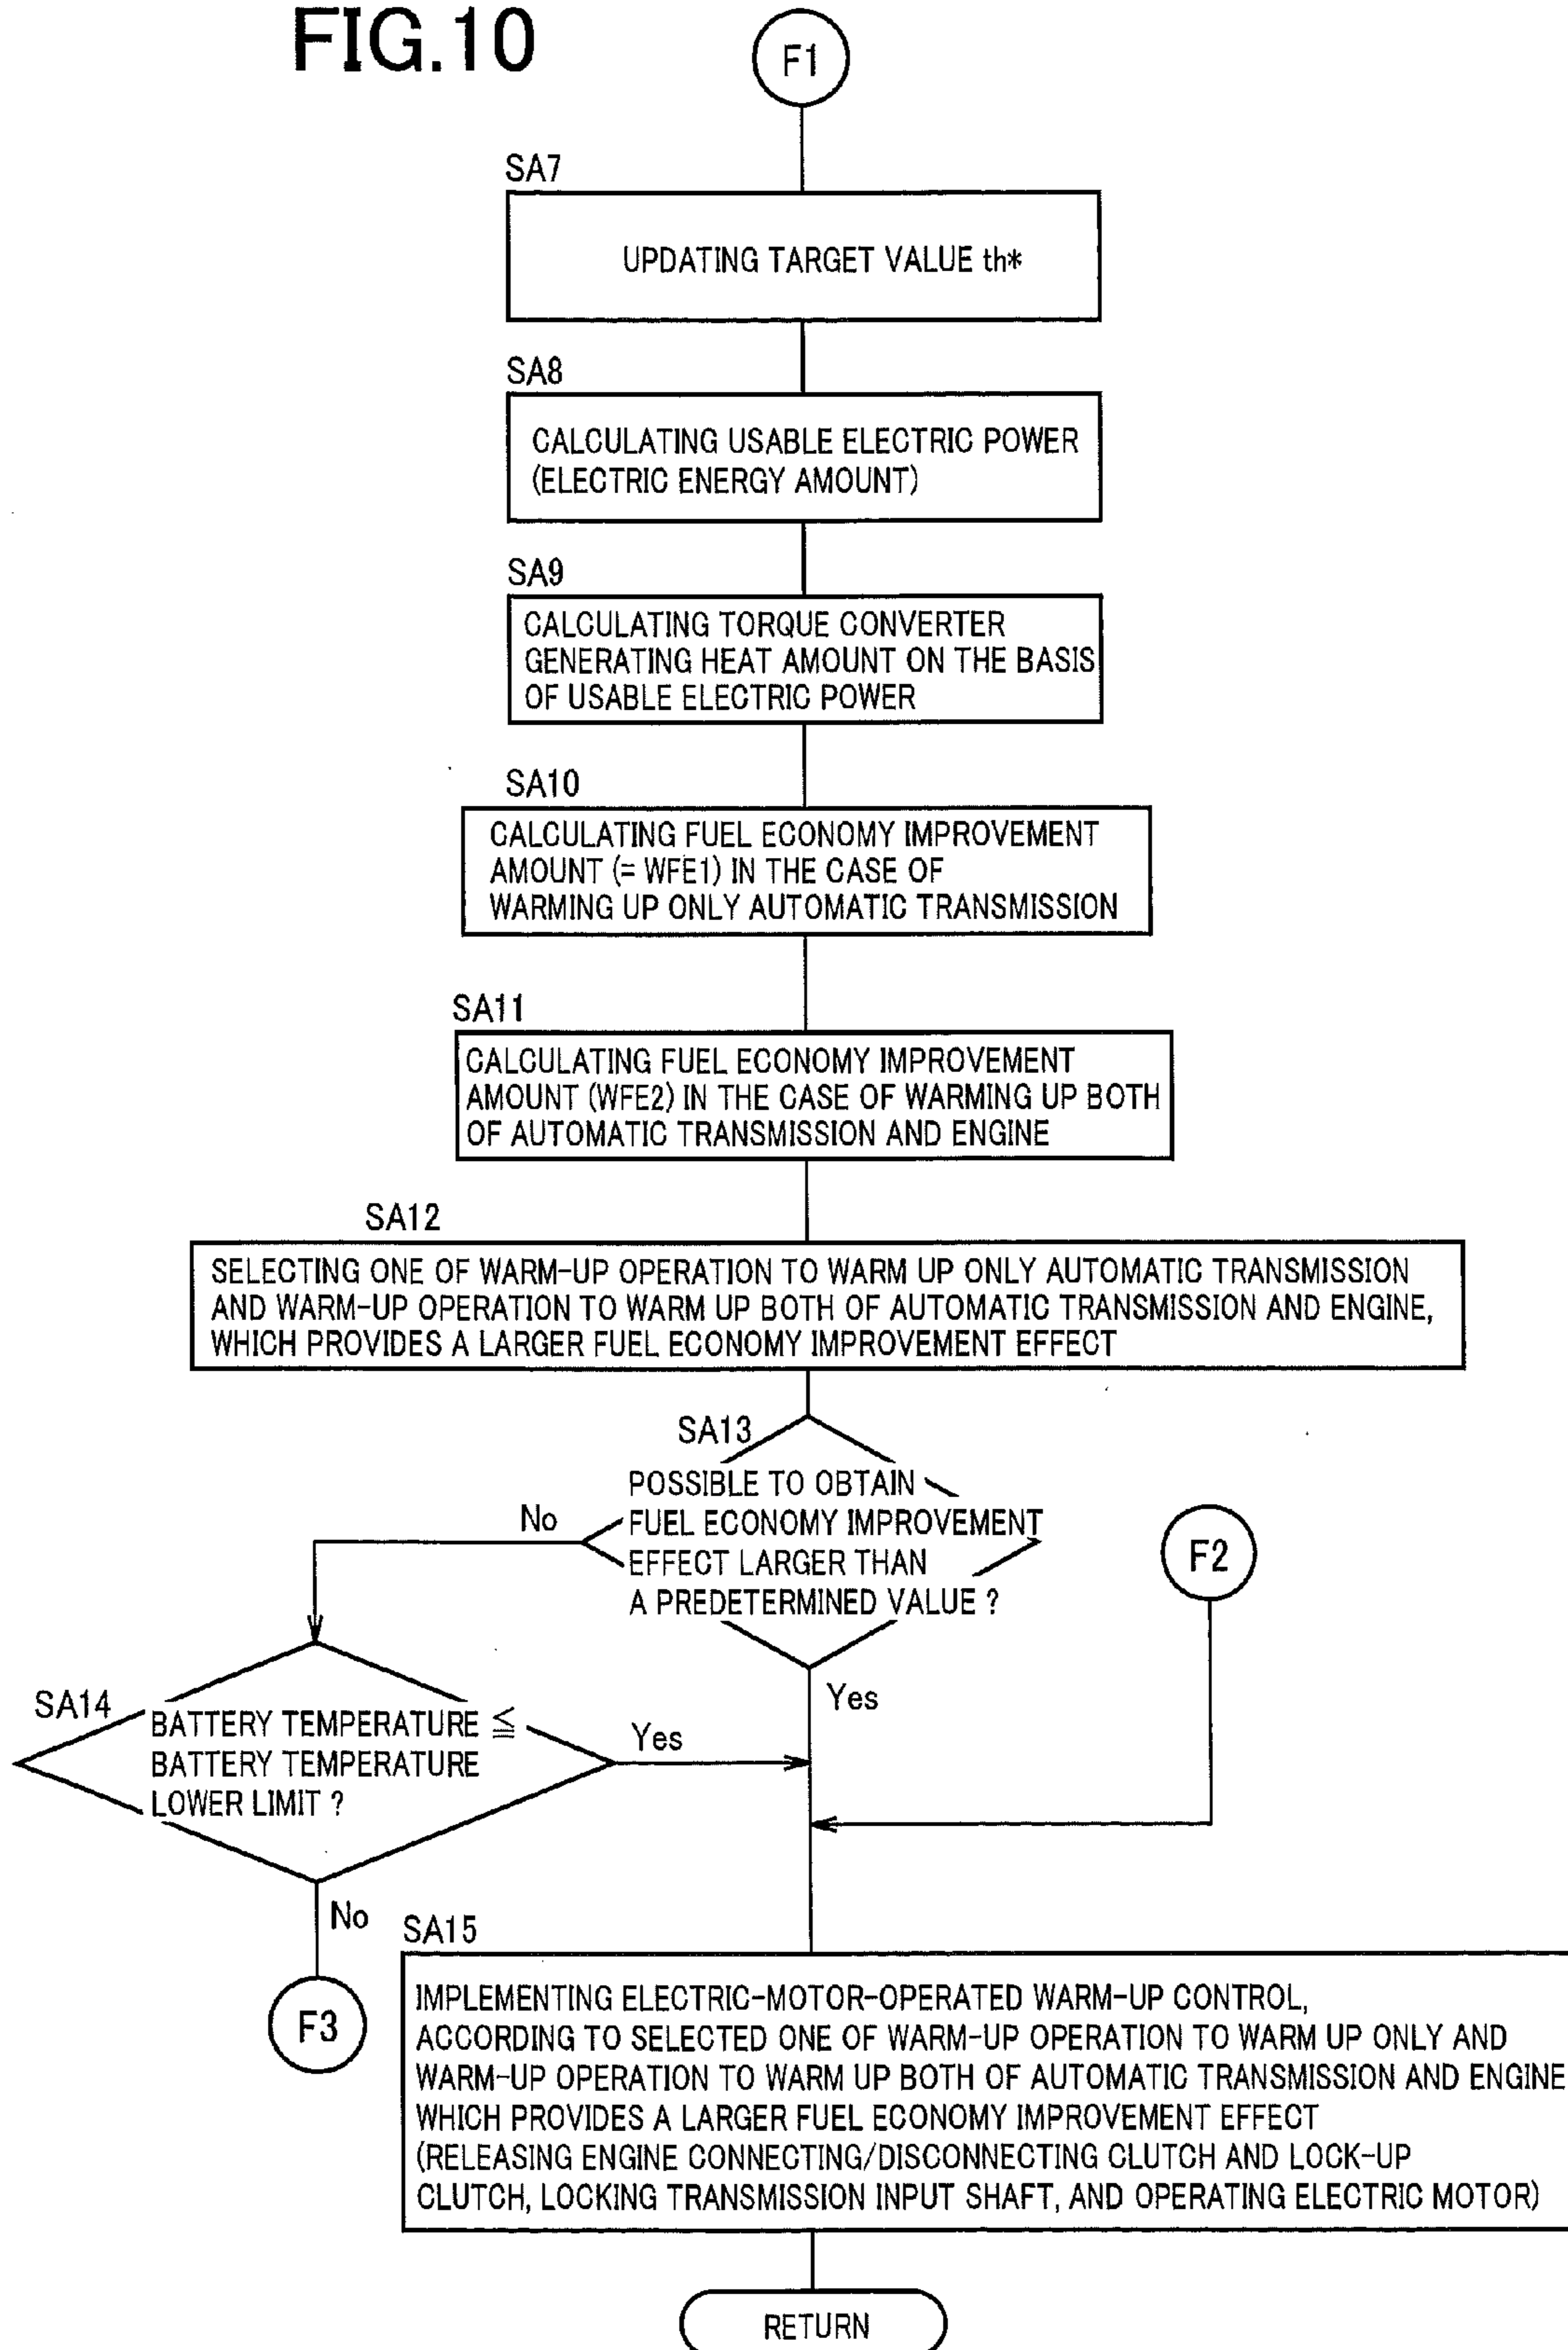 FIG.10
F1
SA7
UPDATING TARGET VALUE th*
SA8
CALCULATING USABLE ELECTRIC POWER
(ELECTRIC ENERGY AMOUNT)
SA9
CALCULATING TORQUE CONVERTER
GENERATING HEAT AMOUNT ON THE BASIS
OF USABLE ELECTRIC POWER
SA10
CALCULATING FUEL ECONOMY IMPROVEMENT
AMOUNT (= WFE1) IN THE CASE OF
WARMING UP ONLY AUTOMATIC TRANSMISSION
SA11
CALCULATING FUEL ECONOMY IMPROVEMENT
AMOUNT (WFE2) IN THE CASE OF WARMING UP BOTH
OF AUTOMATIC TRANSMISSION AND ENGINE
SA12
SELECTING ONE OF WARM-UP OPERATION TO WARM UP ONLY AUTOMATIC TRANSMISSION
AND WARM-UP OPERATION TO WARM UP BOTH OF AUTOMATIC TRANSMISSION AND ENGINE,
WHICH PROVIDES A LARGER FUEL ECONOMY IMPROVEMENT EFFECT
SA13
POSSIBLE TO OBTAIN
FUEL ECONOMY IMPROVEMENT
EFFECT LARGER THAN
A PREDETERMINED VALUE ?
No
F2
Yes
SA14
BATTERY TEMPERATURE ≦
BATTERY TEMPERATURE
LOWER LIMIT ?
Yes
No
F3
SA15
IMPLEMENTING ELECTRIC-MOTOR-OPERATED WARM-UP CONTROL,
ACCORDING TO SELECTED ONE OF WARM-UP OPERATION TO WARM UP ONLY AND
WARM-UP OPERATION TO WARM UP BOTH OF AUTOMATIC TRANSMISSION AND ENGINE
WHICH PROVIDES A LARGER FUEL ECONOMY IMPROVEMENT EFFECT
(RELEASING ENGINE CONNECTING/DISCONNECTING CLUTCH AND LOCK-UP
CLUTCH, LOCKING TRANSMISSION INPUT SHAFT, AND OPERATING ELECTRIC MOTOR)
RETURN